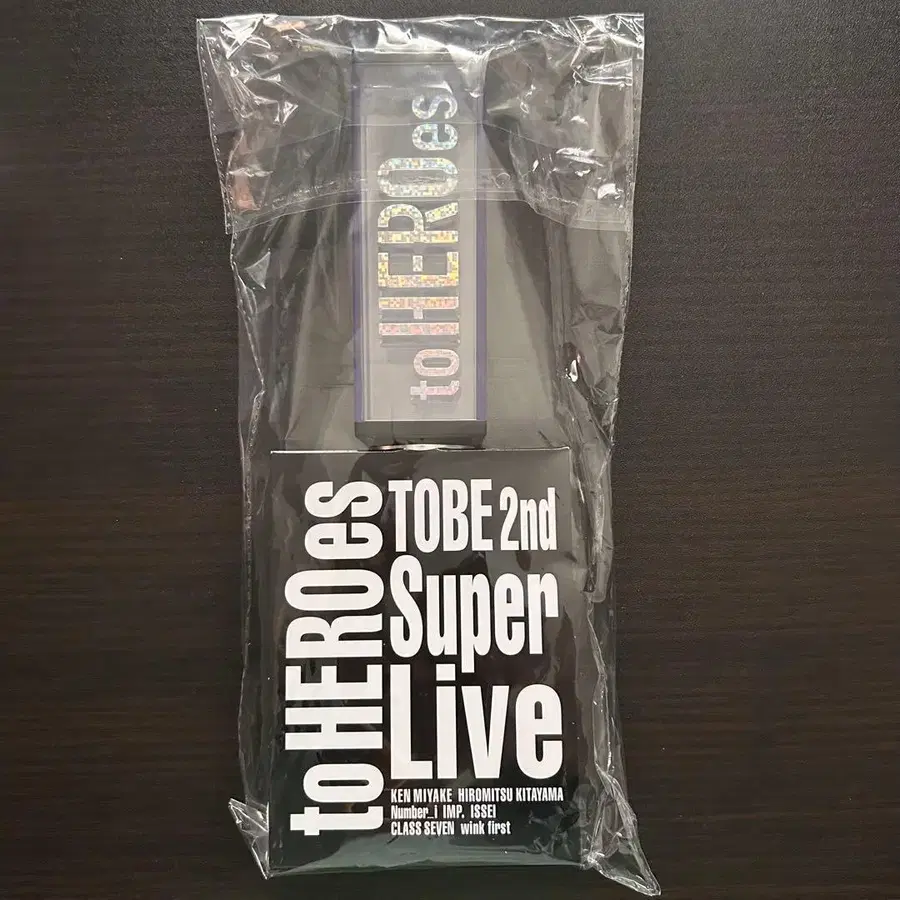 toHEROes
toHEROes
TOBE 2nd
Super
Live
KEN MIYAKE HIROMITSU KITAYAMA
Number_i IMP. ISSEI
CLASS SEVEN wink first